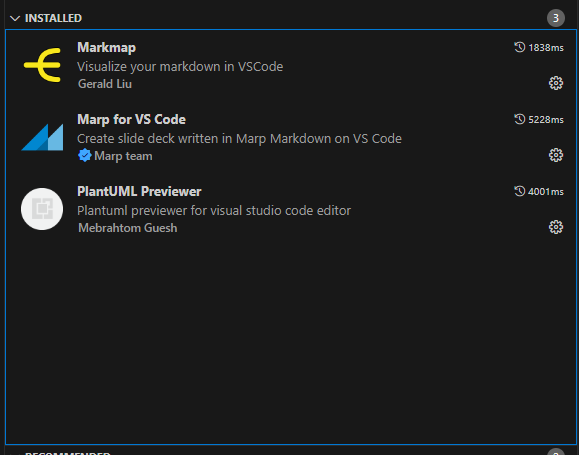 INSTALLED 3
Markmap 1838ms
Visualize your markdown in VSCode
Gerald Liu
Marp for VS Code 5228ms
Create slide deck written in Marp Markdown on VS Code
Marp team
PlantUML Previewer 4001ms
Plantuml previewer for visual studio code editor
Mebrahtom Guesh
RECOMMENDED